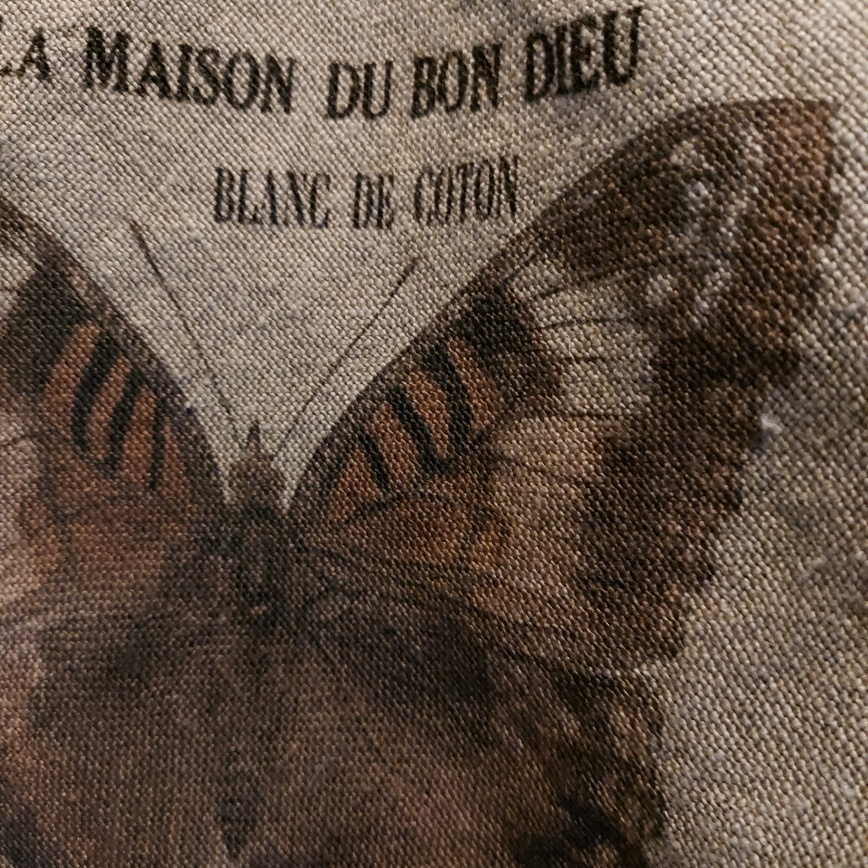 LA MAISON DU BON DIEU
BLANC DE COTON